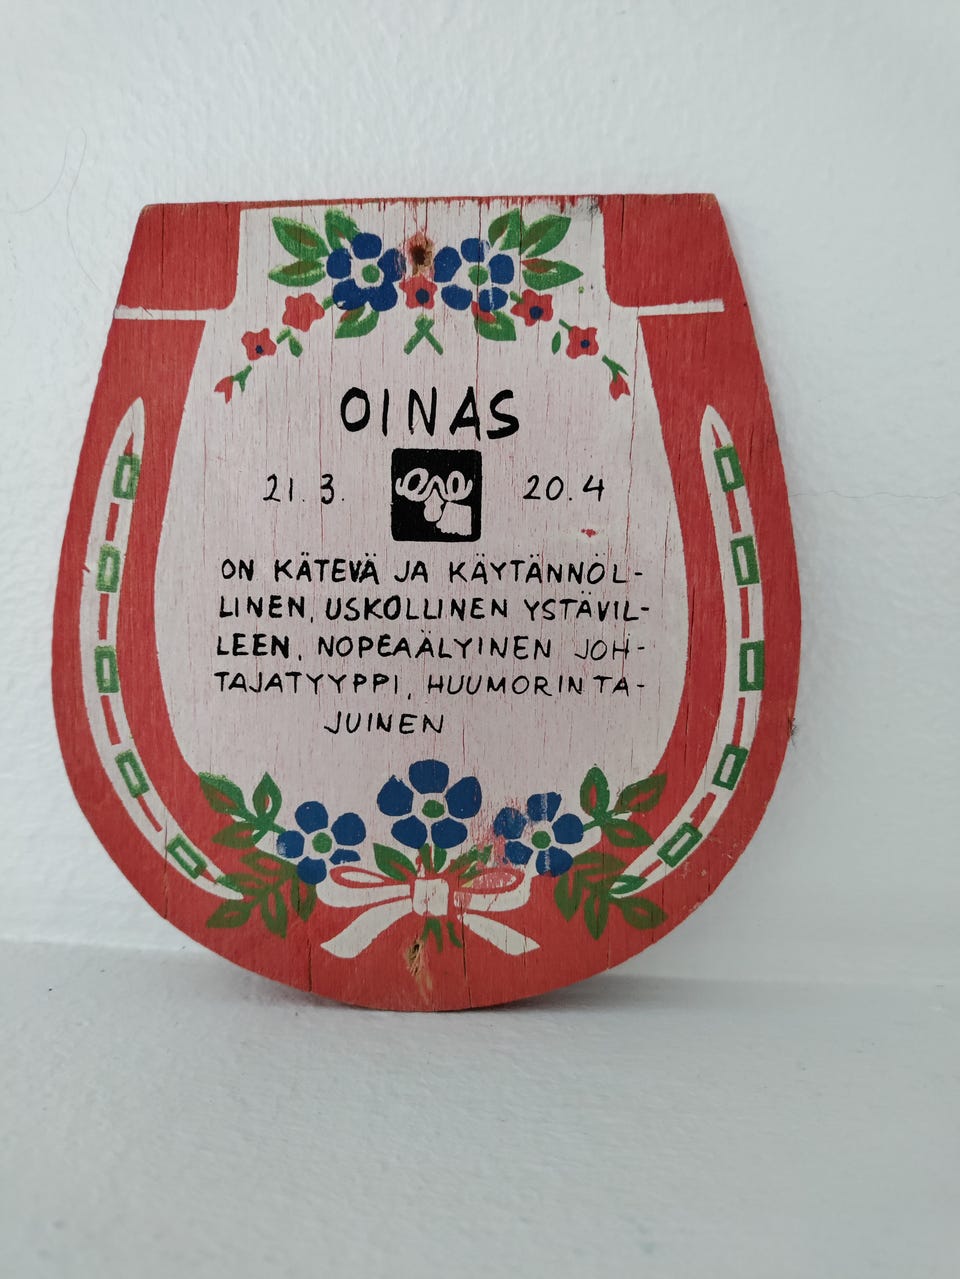 OINAS
21.3. 20.4
ON KÄTEVÄ JA KÄYTÄNNÖL-
LINEN, USKOLLINEN YSTÄVIL-
LEEN, NOPEAÄLYINEN JOH-
TAJATYYPPI, HUUMORINTA-
JUINEN